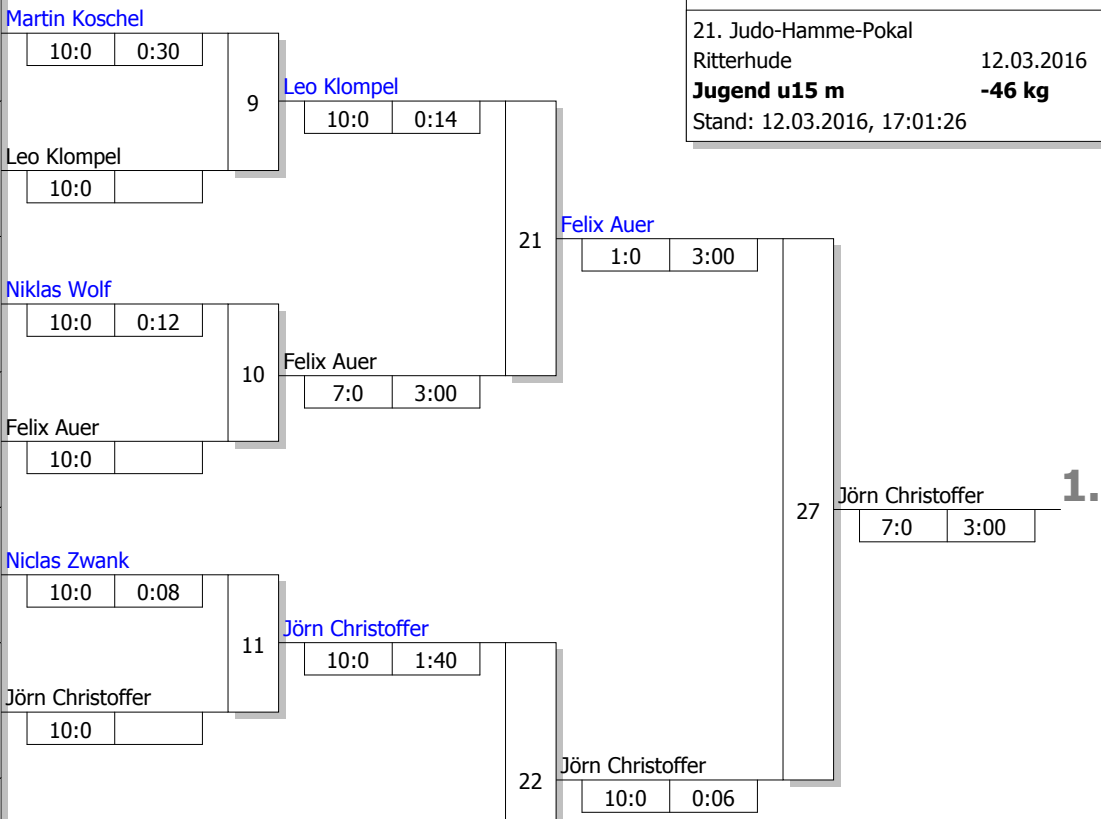 Martin Koschel
10:0 0:30
9
Leo Klompel
10:0
Leo Klompel
10:0 0:14
21
Niklas Wolf
10:0 0:12
10
Felix Auer
10:0
Felix Auer
7:0 3:00
Felix Auer
1:0 3:00
27
Niclas Zwank
10:0 0:08
11
Jörn Christoffer
10:0
Jörn Christoffer
10:0 1:40
22
Jörn Christoffer
10:0 0:06
Jörn Christoffer 1.
7:0 3:00
21. Judo-Hamme-Pokal
Ritterhude 12.03.2016
Jugend u15 m -46 kg
Stand: 12.03.2016, 17:01:26